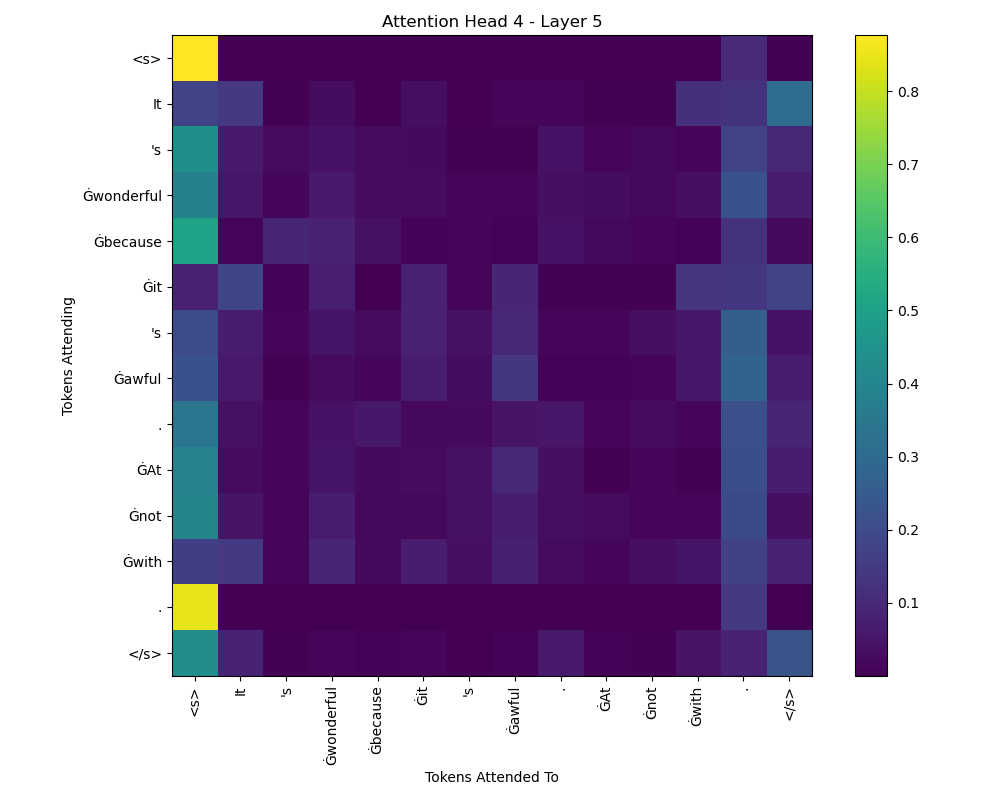 Attention Head 4 - Layer 5
Tokens Attending
<s>
It
's
Ġwonderful
Ġbecause
Ġit
's
Ġawful
.
ĠAt
Ġnot
Ġwith
.
</s>
<s>
It
's
Ġwonderful
Ġbecause
Ġit
's
Ġawful
.
ĠAt
Ġnot
Ġwith
.
</s>
Tokens Attended To
0.8
0.7
0.6
0.5
0.4
0.3
0.2
0.1